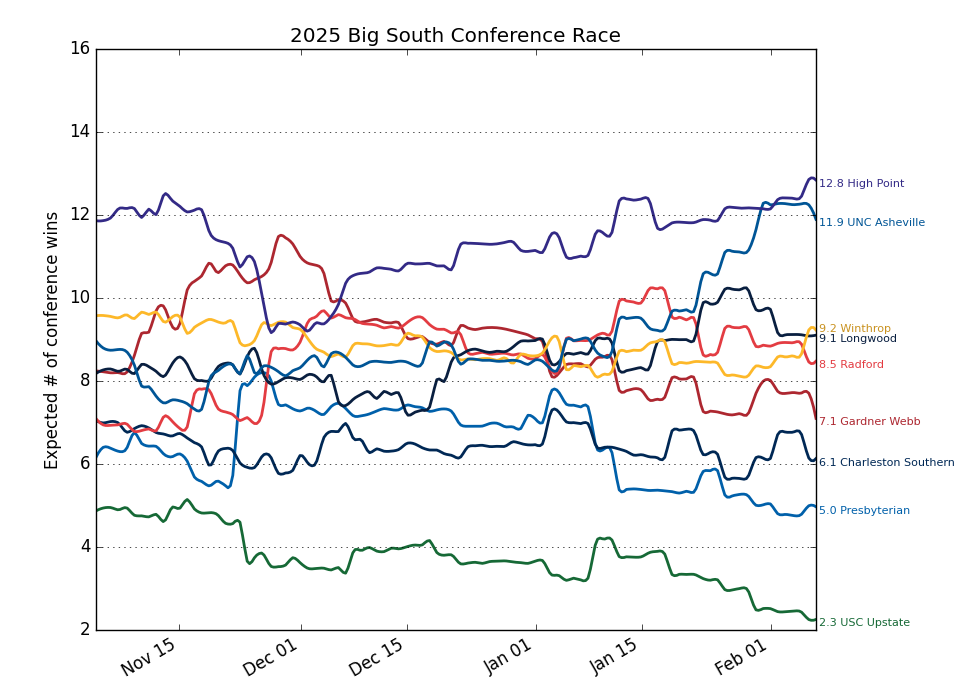 2025 Big South Conference Race
Expected # of conference wins
16
14
12
10
8
6
4
2
Nov 15
Dec 01
Dec 15
Jan 01
Jan 15
Feb 01
12.8 High Point
11.9 UNC Asheville
9.2 Winthrop
9.1 Longwood
8.5 Radford
7.1 Gardner Webb
6.1 Charleston Southern
5.0 Presbyterian
2.3 USC Upstate